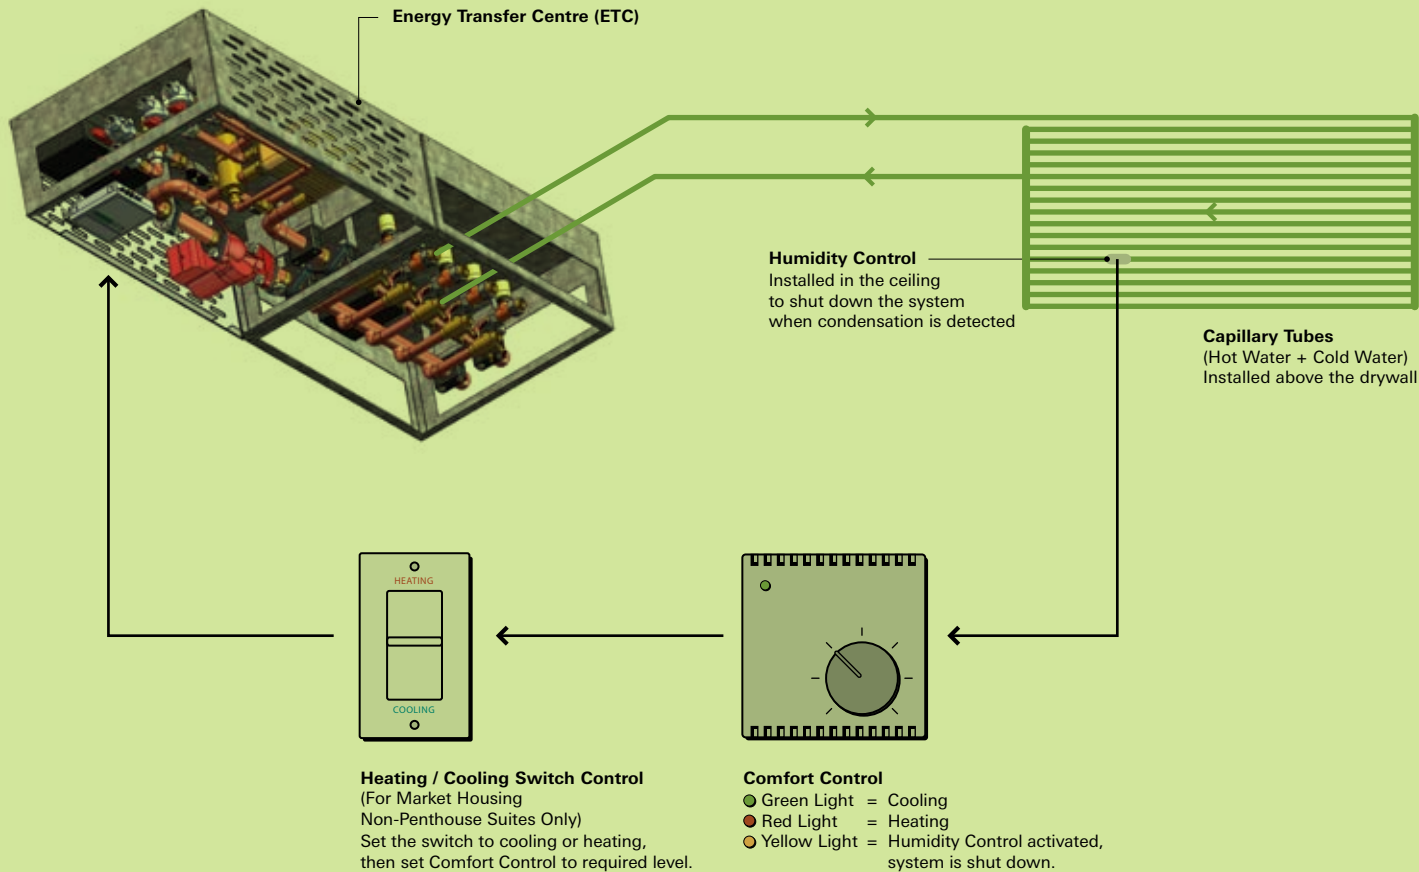 Energy Transfer Centre (ETC)
Humidity Control
Installed in the ceiling
to shut down the system
when condensation is detected
Capillary Tubes
(Hot Water + Cold Water)
Installed above the drywall
HEATING
COOLING
Heating / Cooling Switch Control
(For Market Housing
Non-Penthouse Suites Only)
Set the switch to cooling or heating,
then set Comfort Control to required level.
Comfort Control
Green Light = Cooling
Red Light = Heating
Yellow Light = Humidity Control activated,
system is shut down.